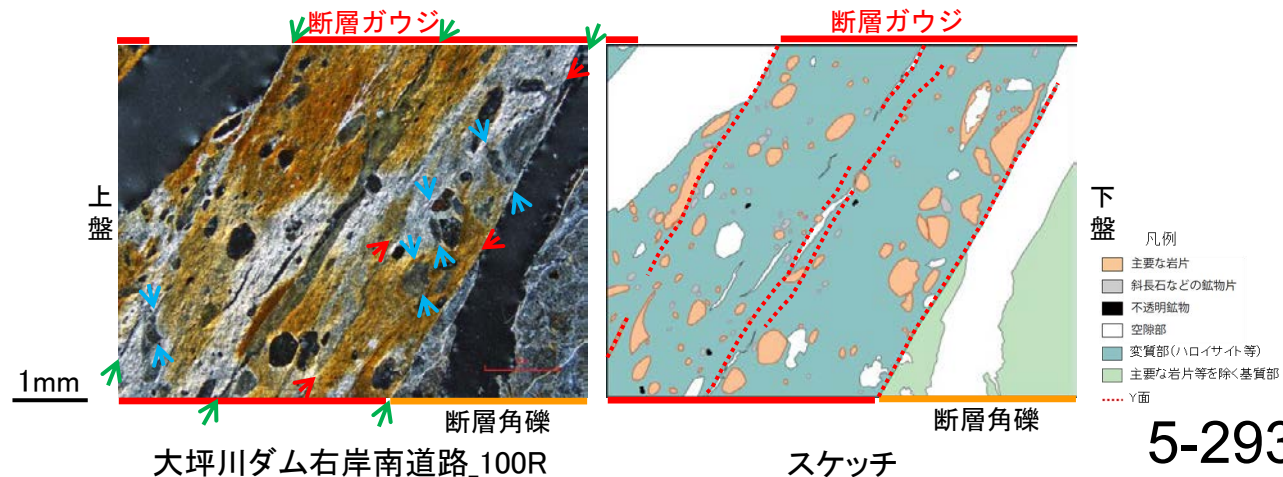 断層ガウジ
断層ガウジ
上盤
下盤
凡例
主要な岩片
斜長石などの鉱物片
不透明鉱物
空隙部
変質部(ハロイサイト等)
主要な岩片等を除く基質部
Y面
1mm
断層角礫
断層角礫
大坪川ダム右岸南道路_100R
スケッチ
5-293